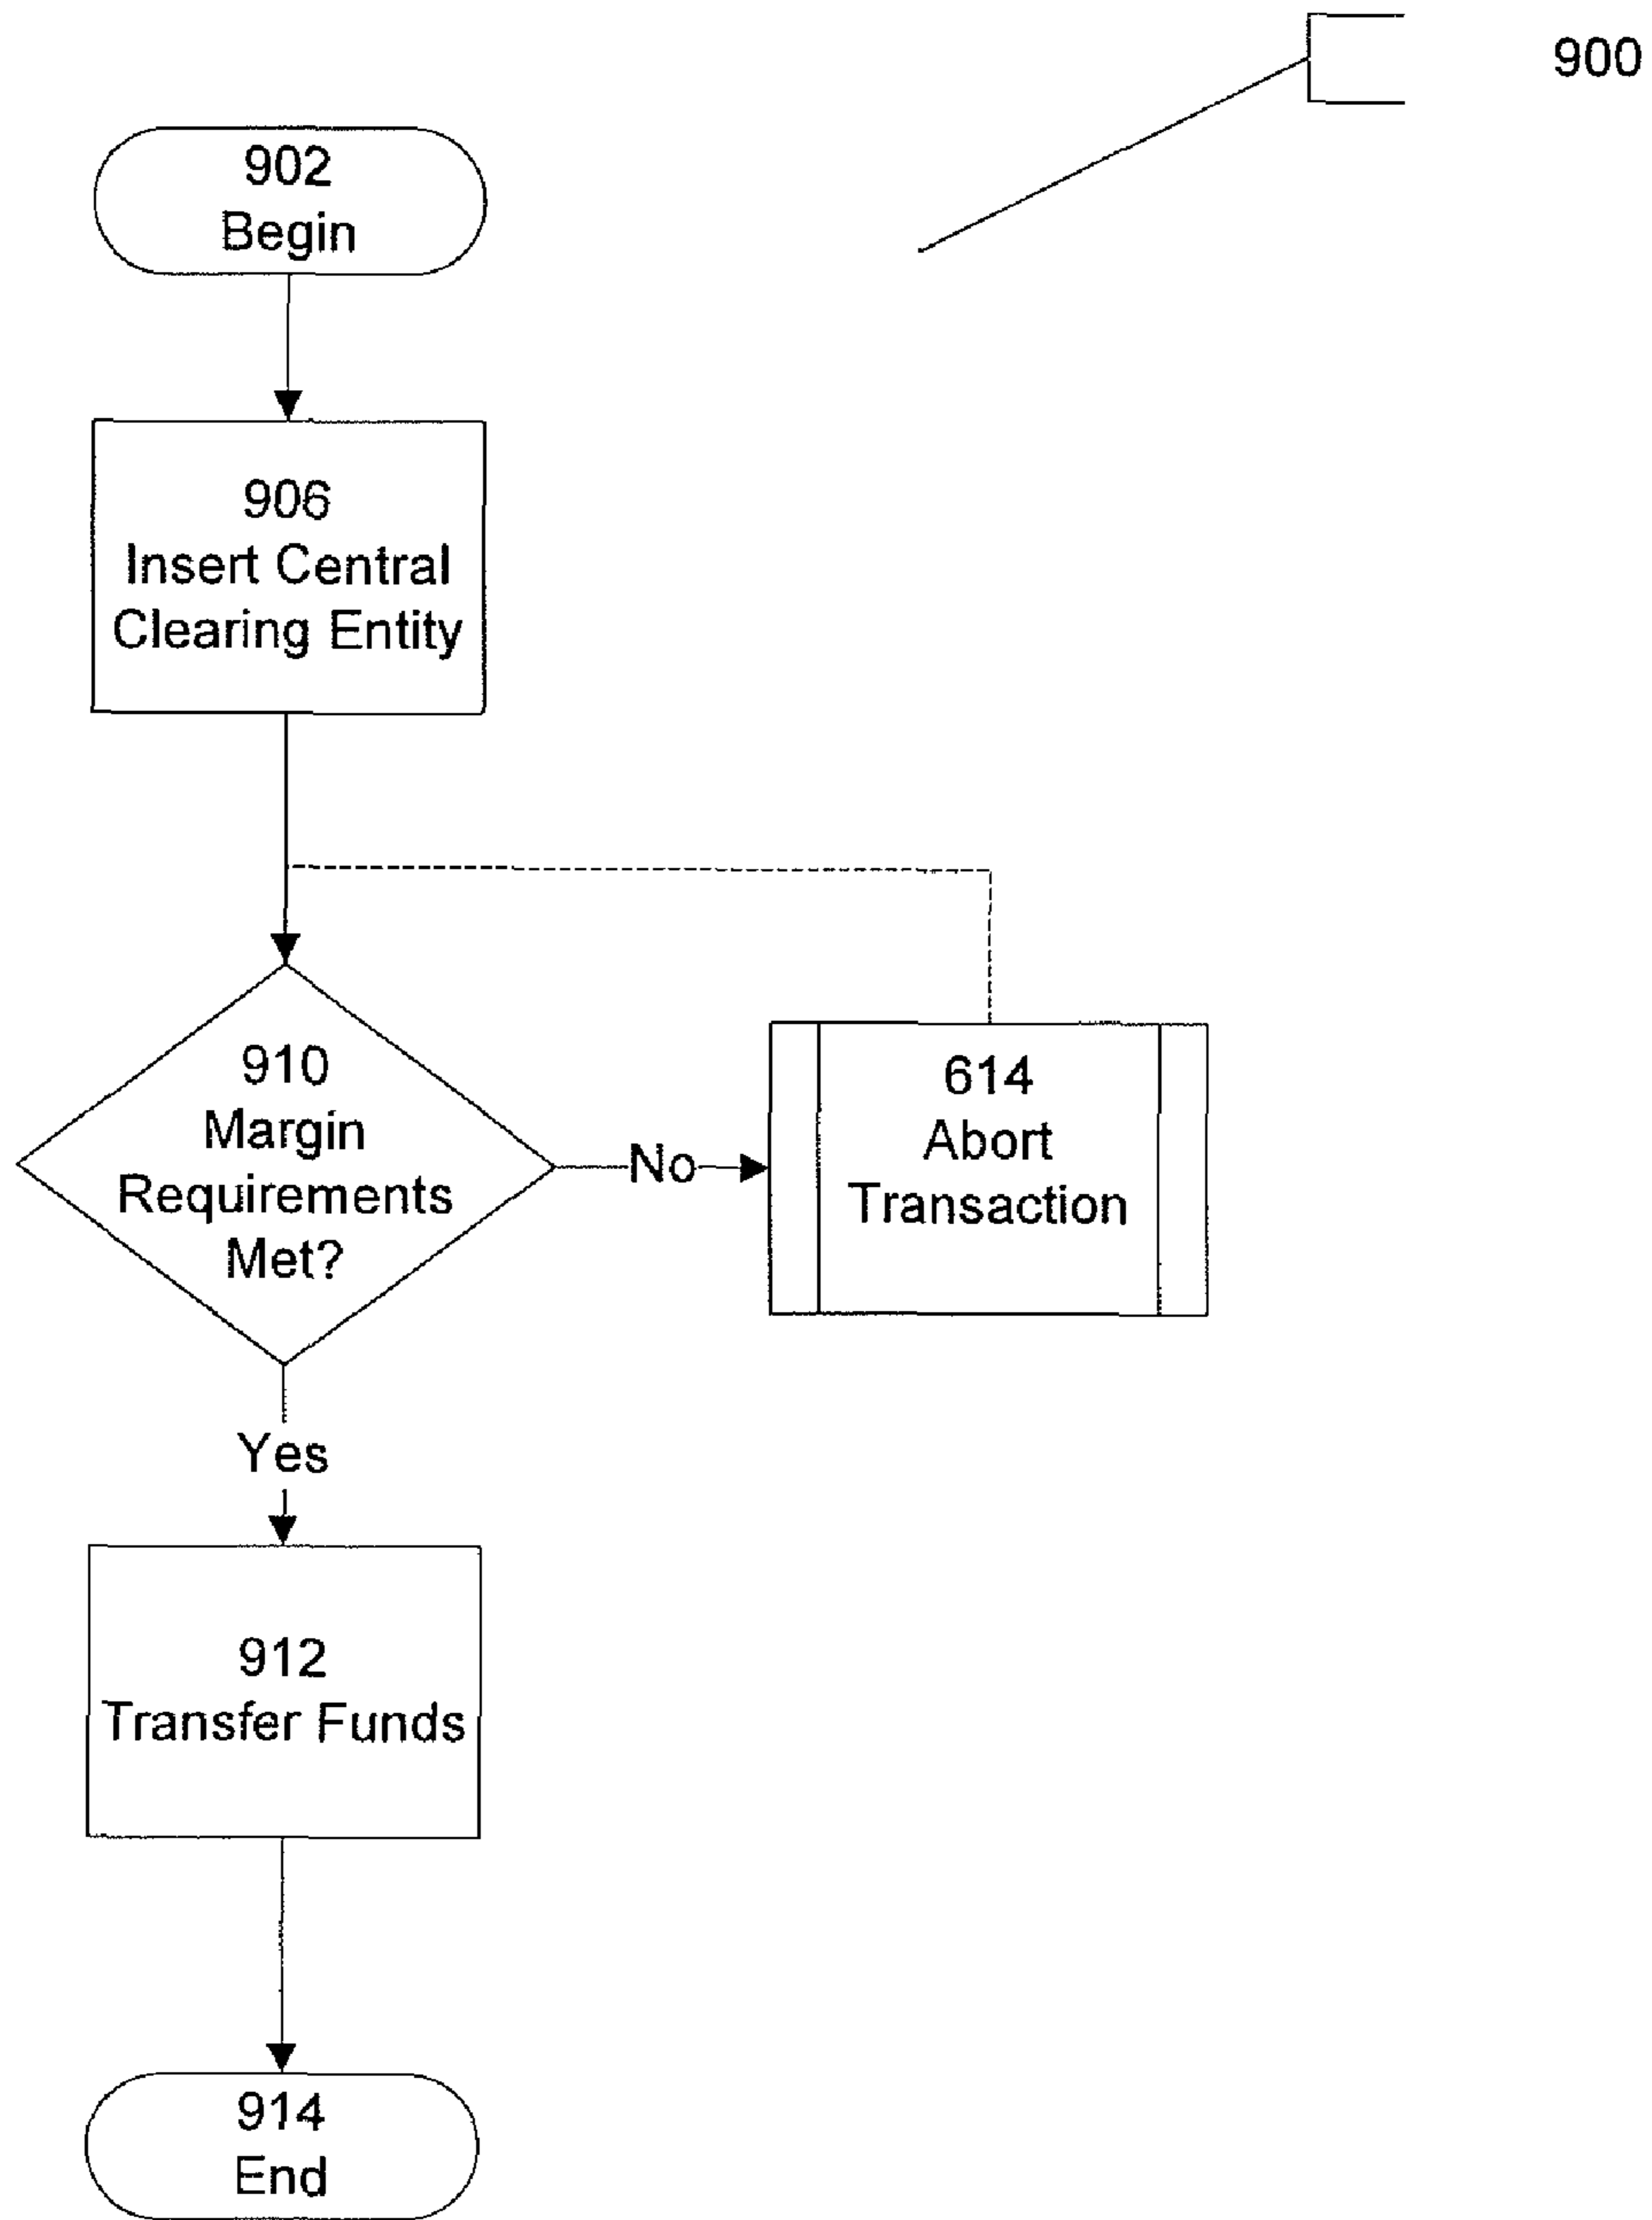 900
902
Begin
906
Insert Central
Clearing Entity
910
Margin
Requirements
Met?
No
614
Abort
Transaction
Yes
912
Transfer Funds
914
End